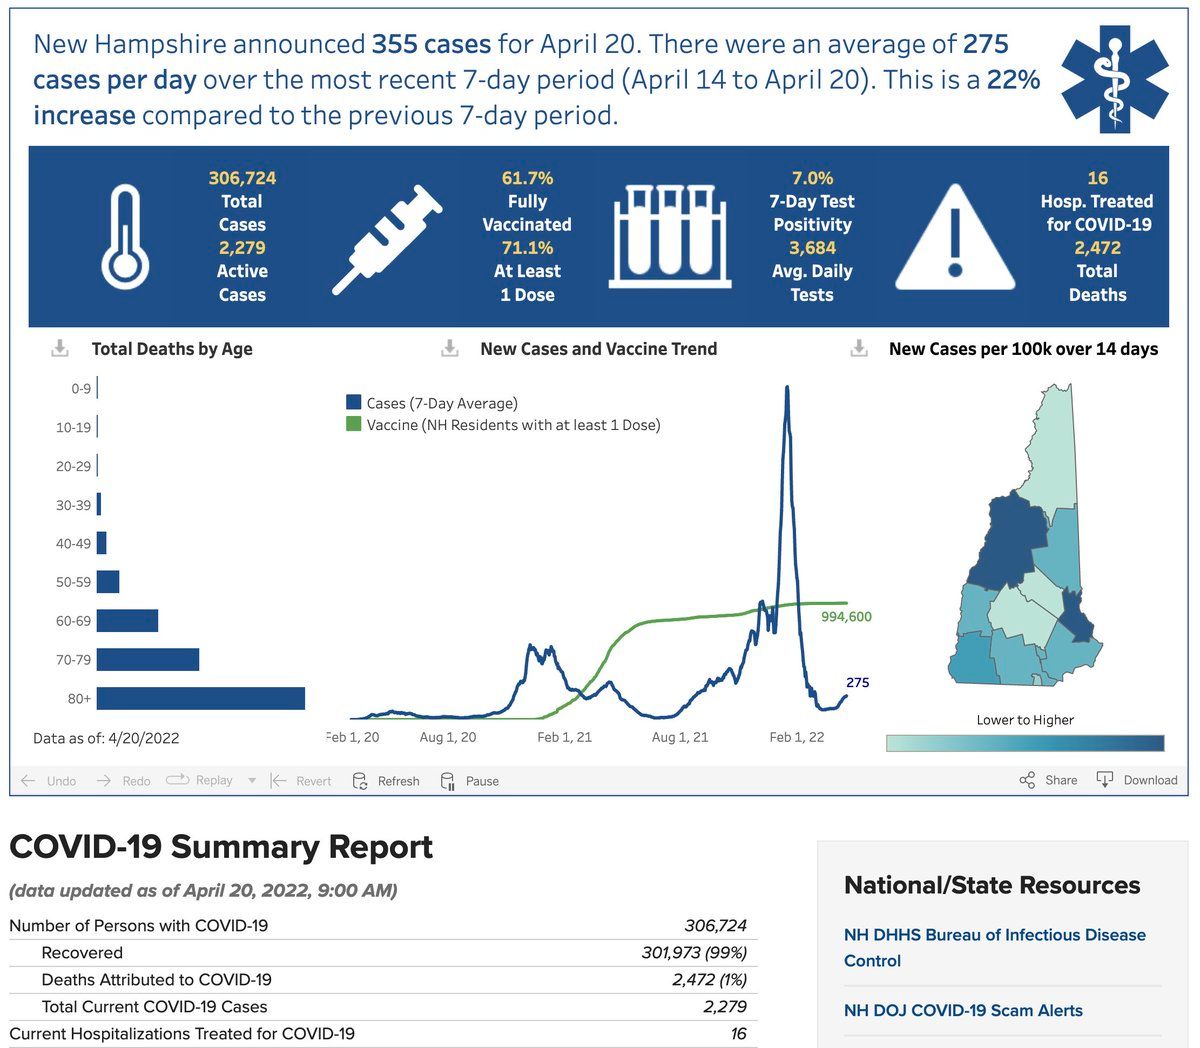 New Hampshire announced 355 cases for April 20. There were an average of 275
cases per day over the most recent 7-day period (April 14 to April 20). This is a 22%
increase compared to the previous 7-day period.
306,724
Total
Cases
2,279
Active
Cases
61.7%
Fully
Vaccinated
71.1%
At Least
1 Dose
7.0%
7-Day Test
Positivity
3,684
Avg. Daily
Tests
16
Hosp. Treated
for COVID-19
2,472
Total
Deaths
Total Deaths by Age
0-9
10-19
20-29
30-39
40-49
50-59
60-69
70-79
80+
Data as of: 4/20/2022
New Cases and Vaccine Trend
Cases (7-Day Average)
Vaccine (NH Residents with at least 1 Dose)
994,600
275
Feb 1, 20 Aug 1, 20 Feb 1, 21 Aug 1, 21 Feb 1, 22
New Cases per 100k over 14 days
Lower to Higher
Undo Redo Replay Revert Refresh Pause Share Download
COVID-19 Summary Report
(data updated as of April 20, 2022, 9:00 AM)
Number of Persons with COVID-19 306,724
Recovered 301,973 (99%)
Deaths Attributed to COVID-19 2,472 (1%)
Total Current COVID-19 Cases 2,279
Current Hospitalizations Treated for COVID-19 16
National/State Resources
NH DHHS Bureau of Infectious Disease
Control
NH DOJ COVID-19 Scam Alerts